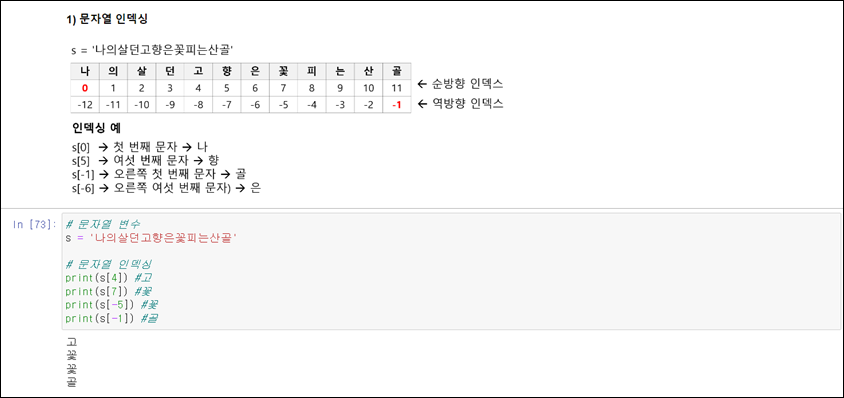 1) 문자열 인덱싱
s = '나의살던고향은꽃피는산골'
나 의 살 던 고 향 은 꽃 피 는 산 골
0 1 2 3 4 5 6 7 8 9 10 11 ← 순방향 인덱스
-12 -11 -10 -9 -8 -7 -6 -5 -4 -3 -2 -1 ← 역방향 인덱스
인덱싱 예
s[0] → 첫 번째 문자 → 나
s[5] → 여섯 번째 문자 → 향
s[-1] → 오른쪽 첫 번째 문자 → 골
s[-6] → 오른쪽 여섯 번째 문자) → 은
In [73]: # 문자열 변수
s = '나의살던고향은꽃피는산골'
# 문자열 인덱싱
print(s[4]) #고
print(s[7]) #꽃
print(s[-5]) #꽃
print(s[-1]) #골
고
꽃
꽃
골